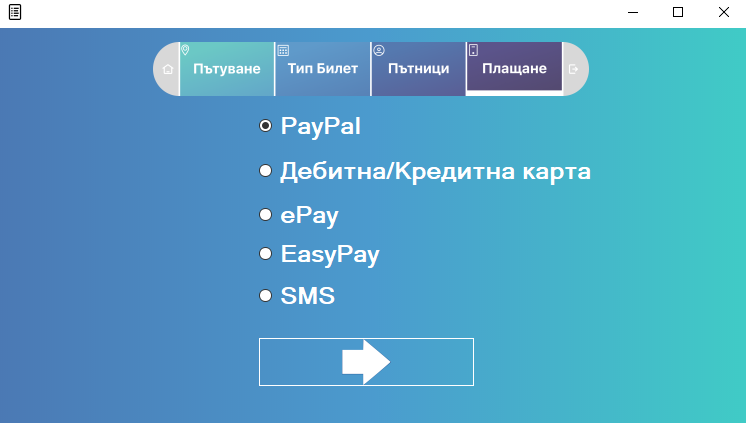 Пътуване
Тип Билет
Пътници
Плащане
PayPal
Дебитна/Кредитна карта
ePay
EasyPay
SMS